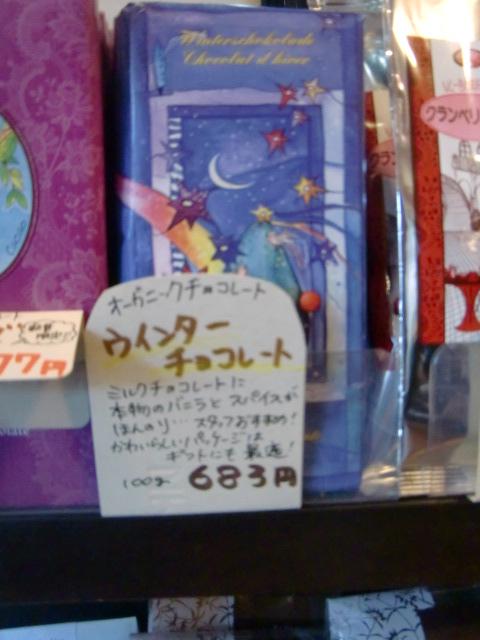 Winterschokolade
Chocolat d'hiver
クランベリ
オーガニックチョコレート
ウインター
チョコレート
ミルクチョコレートに
本物のバニラとスパイスが
ほんのり…スタッフおすすめ!
かわいらしいパッケージは
ギフトにも最適!
100g 683円
77円